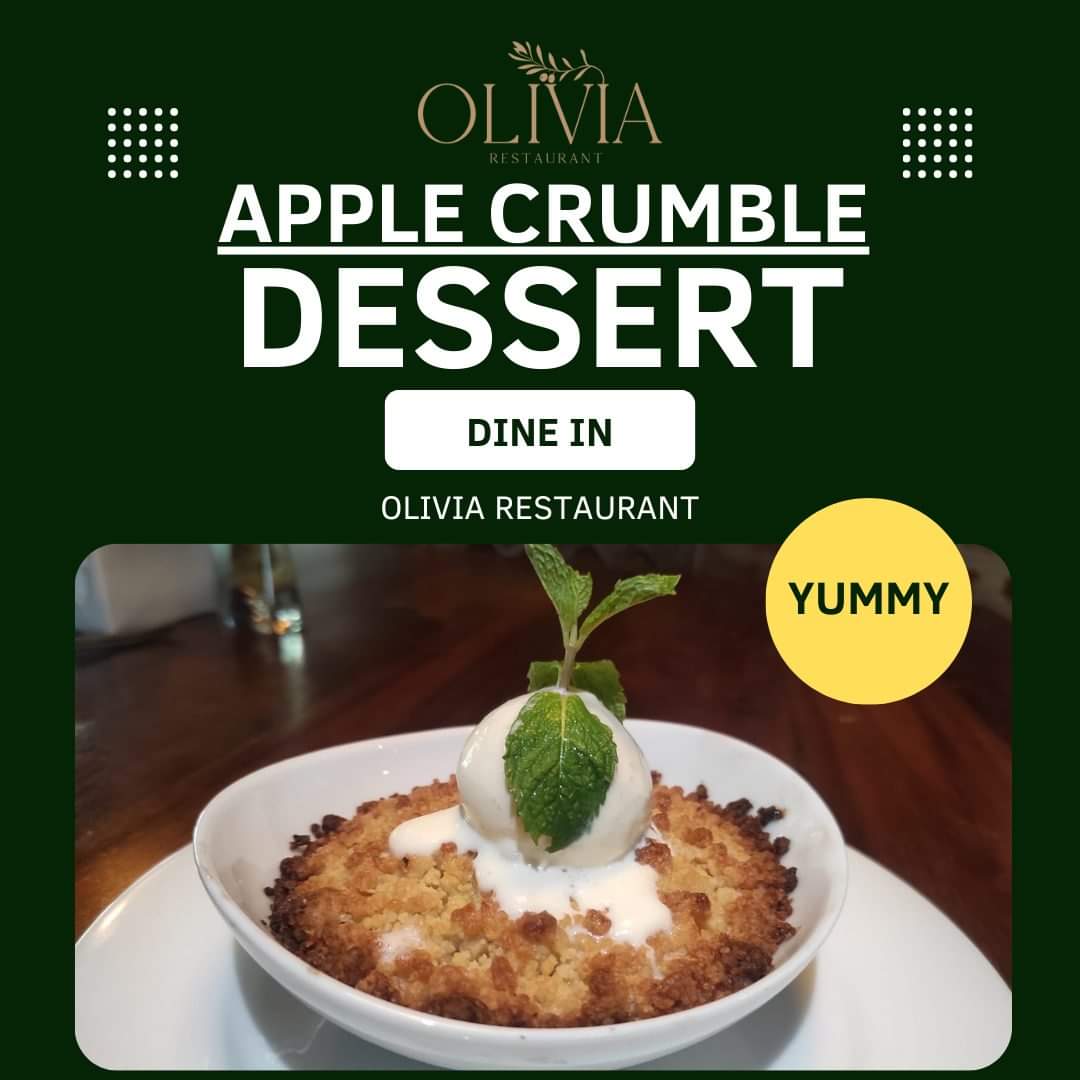 OLIVIA
RESTAURANT
APPLE CRUMBLE
DESSERT
DINE IN
OLIVIA RESTAURANT
YUMMY